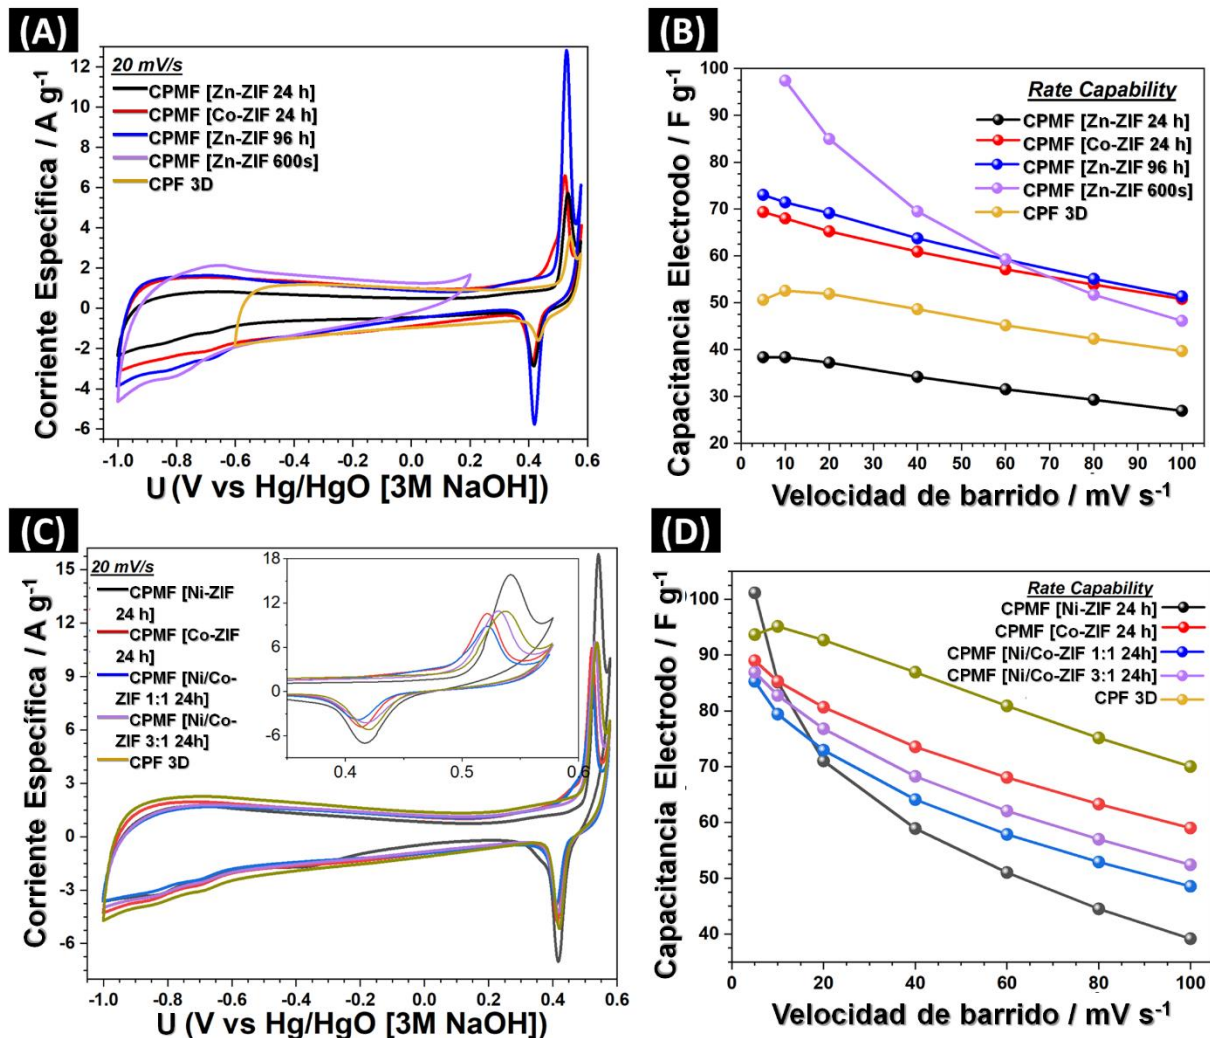 (A)
20 mV/s
CPMF [Zn-ZIF 24 h]
CPMF [Co-ZIF 24 h]
CPMF [Zn-ZIF 96 h]
CPMF [Zn-ZIF 600s]
CPF 3D
Corriente Específica / A g-1
12
10
8
6
4
2
0
-2
-4
-6
-1.0
-0.8
-0.6
-0.4
-0.2
0.0
0.2
0.4
0.6
U (V vs Hg/HgO [3M NaOH])
(B)
Rate Capability
CPMF [Zn-ZIF 24 h]
CPMF [Co-ZIF 24 h]
CPMF [Zn-ZIF 96 h]
CPMF [Zn-ZIF 600s]
CPF 3D
Capacitancia Electrodo / F g-1
100
90
80
70
60
50
40
30
20
0
10
20
30
40
50
60
70
80
90
100
Velocidad de barrido / mV s-1
(C)
20 mV/s
CPMF [Ni-ZIF
24 h]
CPMF [Co-ZIF
24 h]
CPMF [Ni/Co-
ZIF 1:1 24h]
CPMF [Ni/Co-
ZIF 3:1 24h]
CPF 3D
18
12
6
0
-6
0.4
0.5
0.6
Corriente Específica / A g-1
15
12
9
6
3
0
-3
-6
-1.0
-0.8
-0.6
-0.4
-0.2
0.0
0.2
0.4
0.6
U (V vs Hg/HgO [3M NaOH])
(D)
Rate Capability
CPMF [Ni-ZIF 24 h]
CPMF [Co-ZIF 24 h]
CPMF [Ni/Co-ZIF 1:1 24h]
CPMF [Ni/Co-ZIF 3:1 24h]
CPF 3D
Capacitancia Electrodo / F g-1
100
90
80
70
60
50
40
0
20
40
60
80
100
Velocidad de barrido / mV s-1